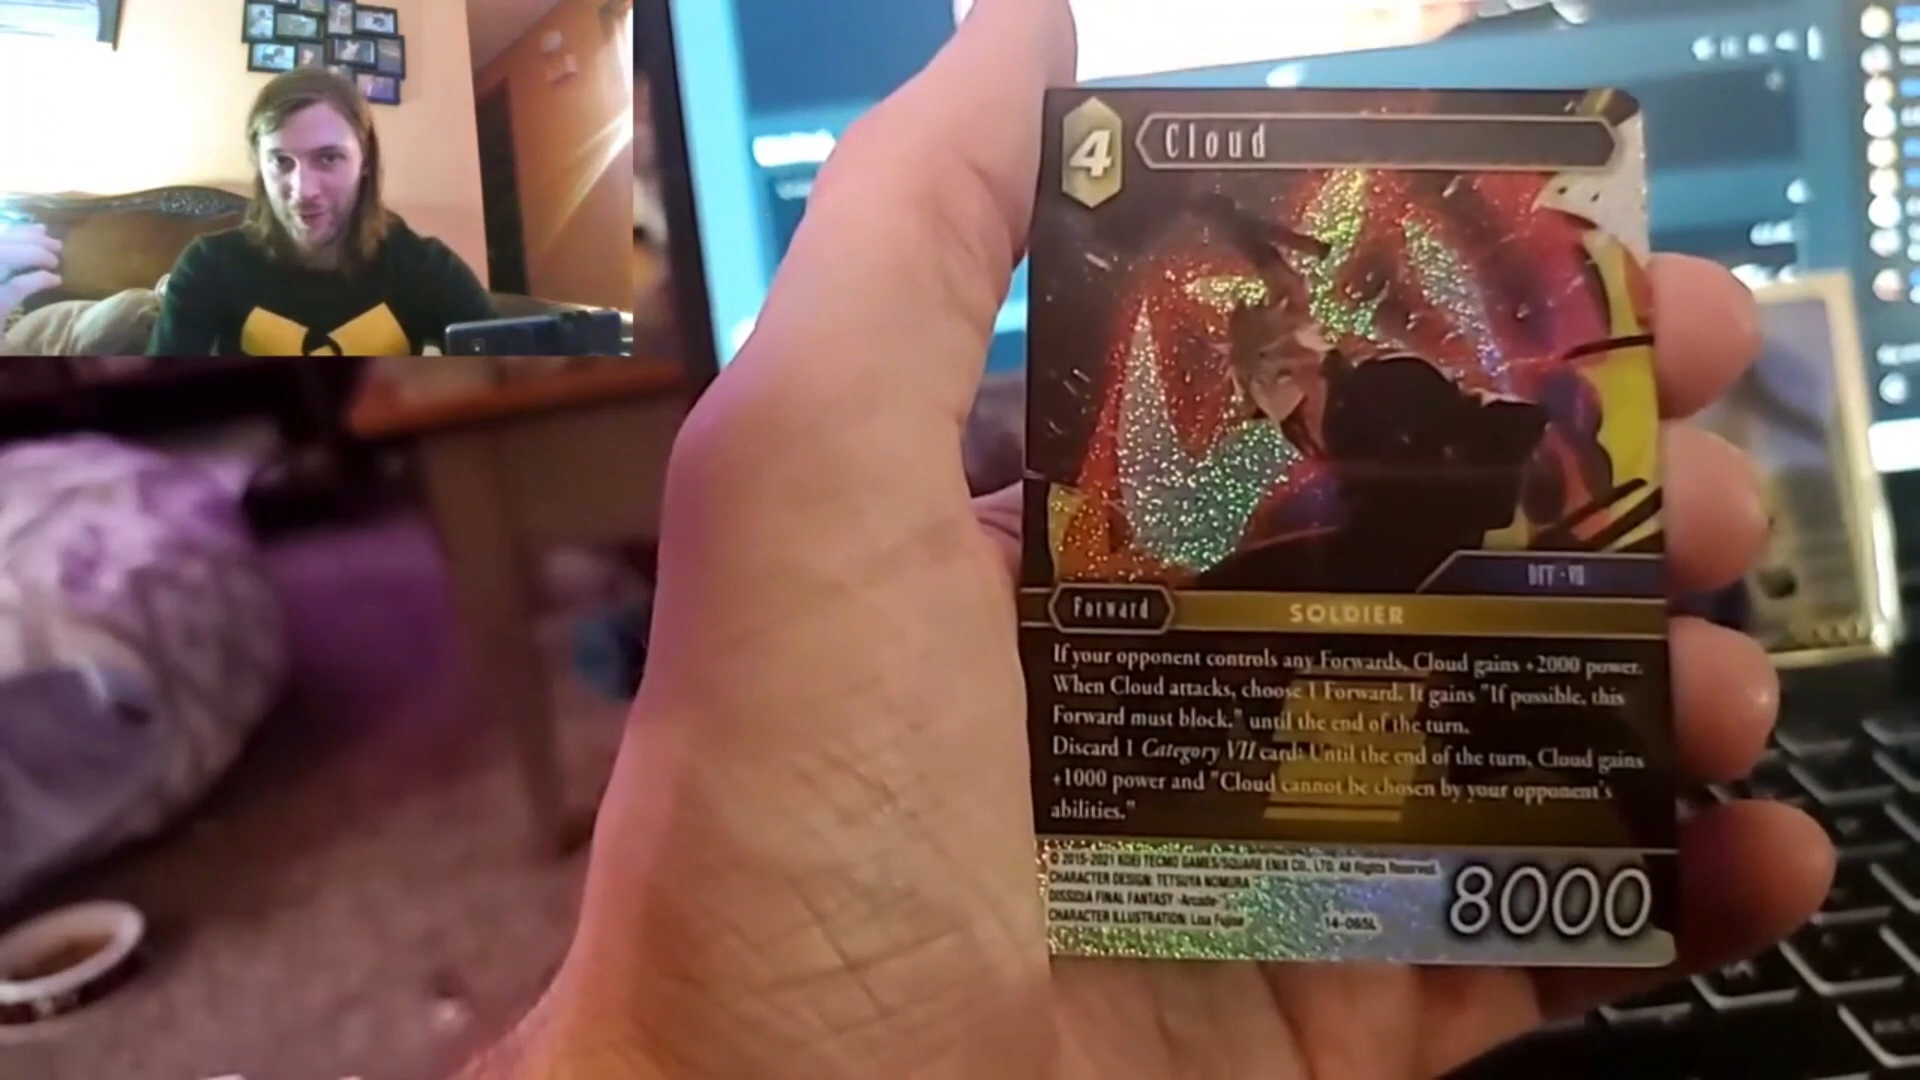 4
Cloud
DFF·VII
Forward
SOLDIER
If your opponent controls any Forwards, Cloud gains +2000 power.
When Cloud attacks, choose 1 Forward. It gains "If possible, this
Forward must block." until the end of the turn.
Discard 1 Category VII card: Until the end of the turn, Cloud gains
+1000 power and "Cloud cannot be chosen by your opponent's
abilities."
© 2015-2021 KOEI TECMO GAMES/SQUARE ENIX CO., LTD. All Rights Reserved.
CHARACTER DESIGN: TETSUYA NOMURA
DISSIDIA FINAL FANTASY -Arcade-
CHARACTER ILLUSTRATION: Lisa Fujise
14-065L
8000